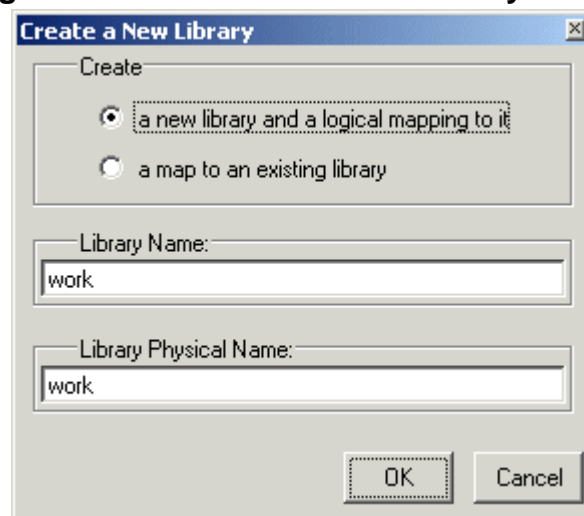 Create a New Library
Create
a new library and a logical mapping to it
a map to an existing library
Library Name:
work
Library Physical Name:
work
OK Cancel